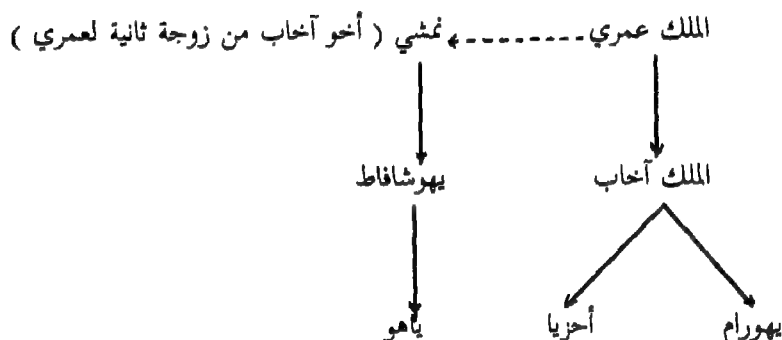 الملك عمري نمشي ( أخو آخاب من زوجة ثانية لعمري )
الملك آخاب يهوشافاط
يهورام أحزيا ياهو